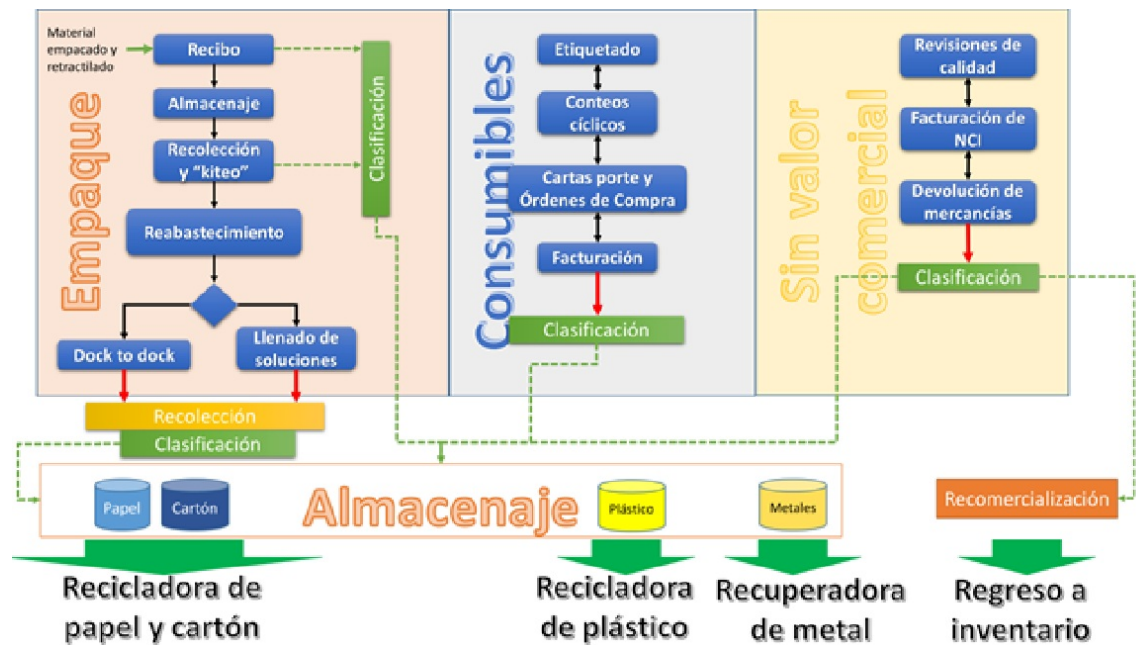 Material
empacado y
retractilado
Recibo
Almacenaje
Recolección
y "kiteo"
Reabastecimiento
Dock to dock
Llenado de
soluciones
Clasificación
Empaque
Recolección
Clasificación
Consumibles
Etiquetado
Conteos
cíclicos
Cartas porte y
Órdenes de Compra
Facturación
Clasificación
Sin valor
comercial
Revisiones de
calidad
Facturación de
NCI
Devolución de
mercancías
Clasificación
Almacenaje
Papel
Cartón
Plástico
Metales
Recomercialización
Recicladora de
papel y cartón
Recicladora
de plástico
Recuperadora
de metal
Regreso a
inventario